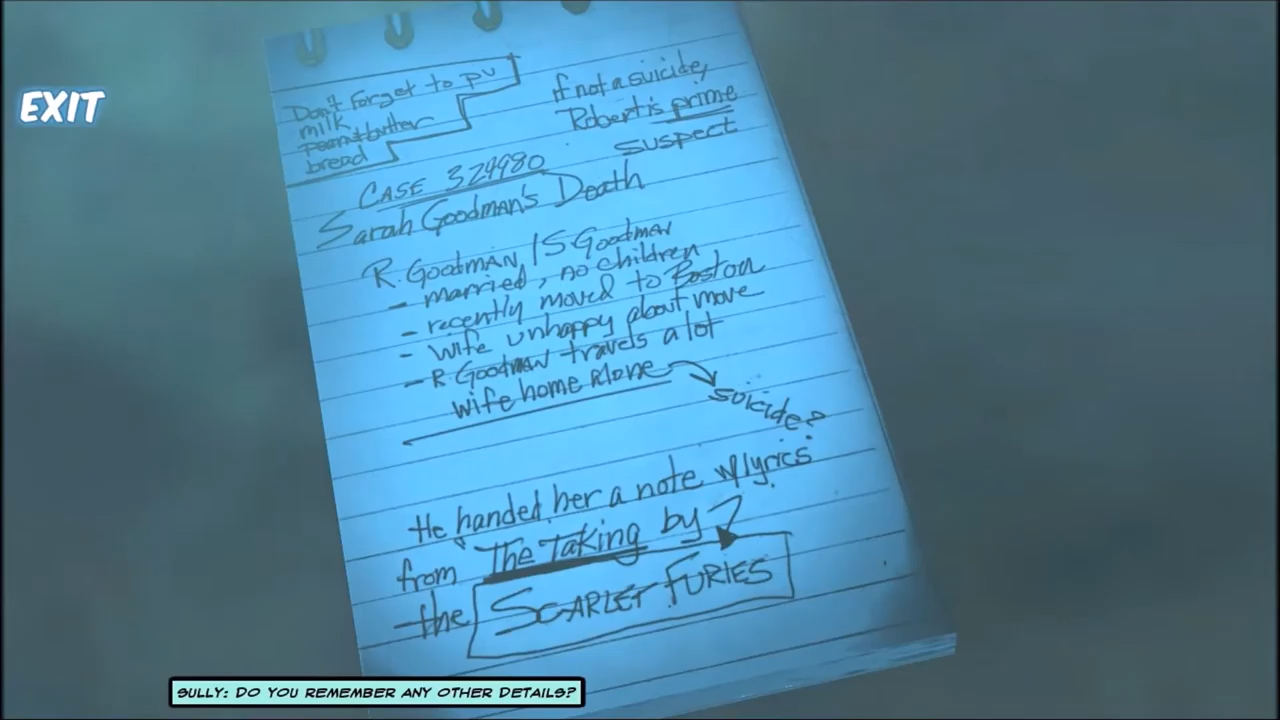 EXIT
Don't forget to pu
milk
peanutbutter
bread
if not a suicide,
Robert is prime
suspect
CASE 324980
Sarah Goodman's Death
R. Goodman / S. Goodman
- married, no children
- recently moved to Boston
- wife unhappy about move
- R. Goodman travels a lot
wife home alone
suicide?
He handed her a note w/lyrics
from "The Taking by?
-the SCARLET FURIES
SULLY: DO YOU REMEMBER ANY OTHER DETAILS?